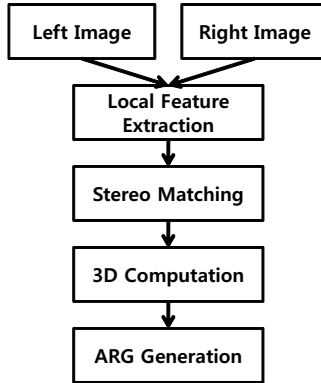 Left Image
Right Image
Local Feature
Extraction
Stereo Matching
3D Computation
ARG Generation